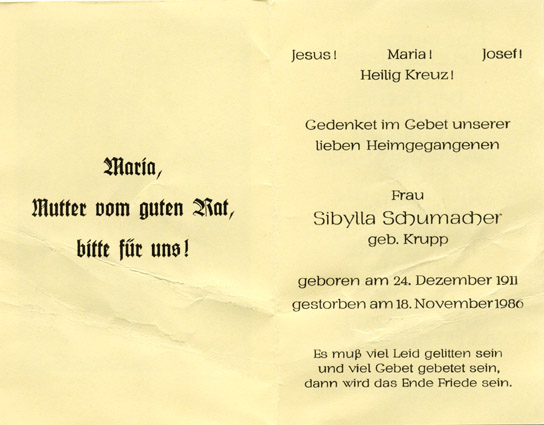 Maria,
Mutter vom guten Rat,
bitte für uns!
Jesus! Maria! Josef!
Heilig Kreuz!
Gedenket im Gebet unserer
lieben Heimgegangenen
Frau
Sibylla Schumacher
geb. Krupp
geboren am 24. Dezember 1911
gestorben am 18. November 1986
Es muß viel Leid gelitten sein
und viel Gebet gebetet sein,
dann wird das Ende Friede sein.